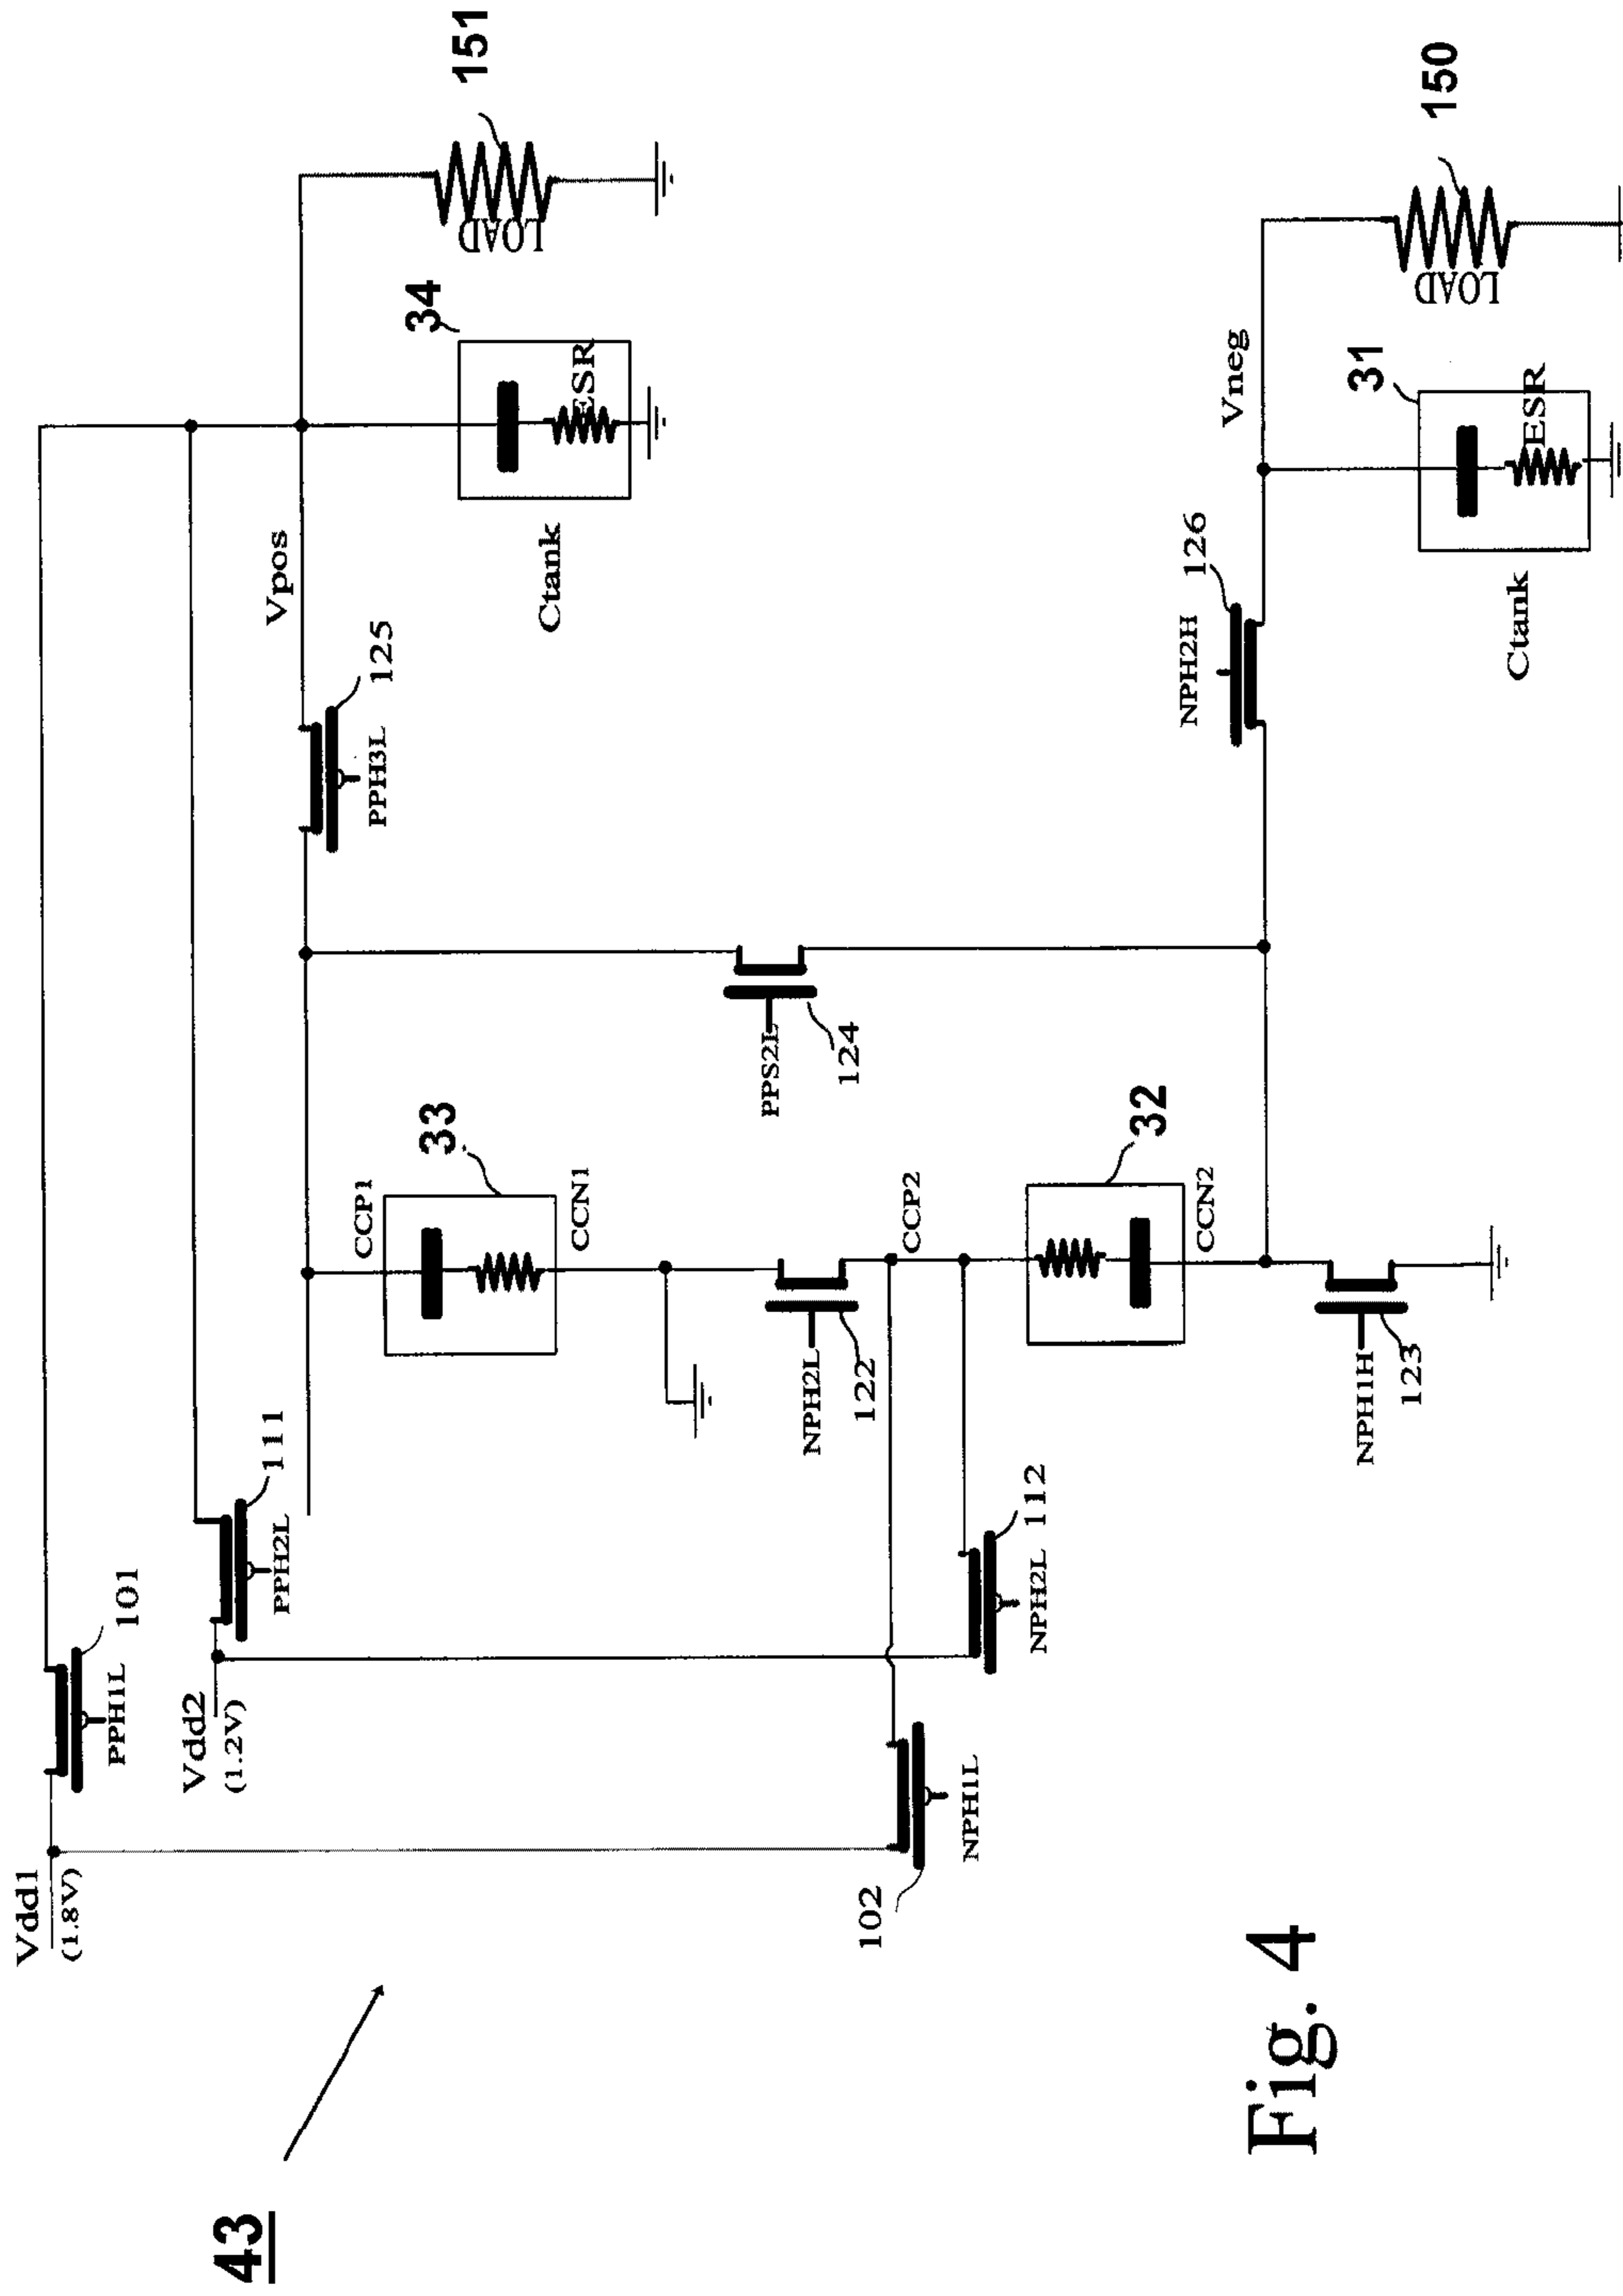 43
Vdd1
(1.8V)
PPH1L
101
Vdd2
(1.2V)
PPH2L
111
102
NPH1L
NPH2L
112
CCP1
33
CCN1
NPH2L
122
CCP2
32
CCN2
NPH1H
123
PPS2L
124
Vpos
PPH3L
125
34
ESR
Ctank
LOAD
151
NPH2H
126
Vneg
31
ESR
Ctank
LOAD
150
Fig. 4